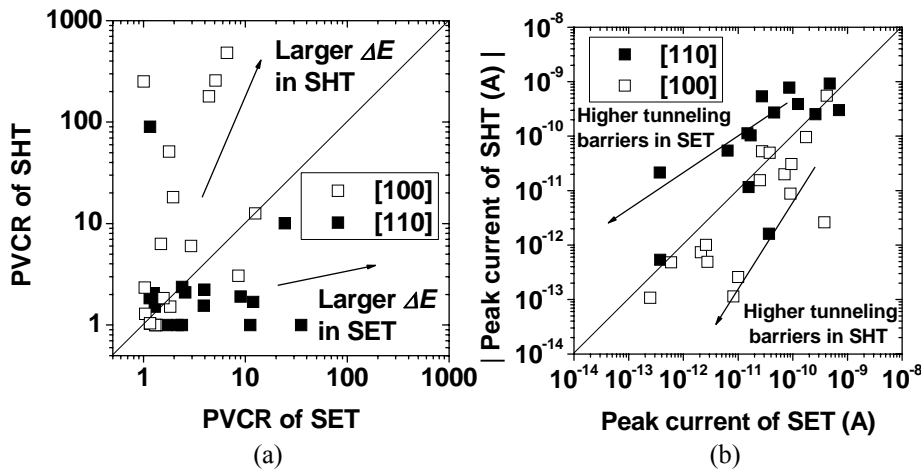 1000
100
10
1
PVCR of SHT
Larger ΔE
in SHT
[100]
[110]
Larger ΔE
in SET
1 10 100 1000
PVCR of SET
(a)
10⁻⁸
10⁻⁹
10⁻¹⁰
10⁻¹¹
10⁻¹²
10⁻¹³
10⁻¹⁴
| Peak current of SHT (A) |
[110]
[100]
Higher tunneling
barriers in SET
Higher tunneling
barriers in SHT
10⁻¹⁴ 10⁻¹³ 10⁻¹² 10⁻¹¹ 10⁻¹⁰ 10⁻⁹ 10⁻⁸
Peak current of SET (A)
(b)